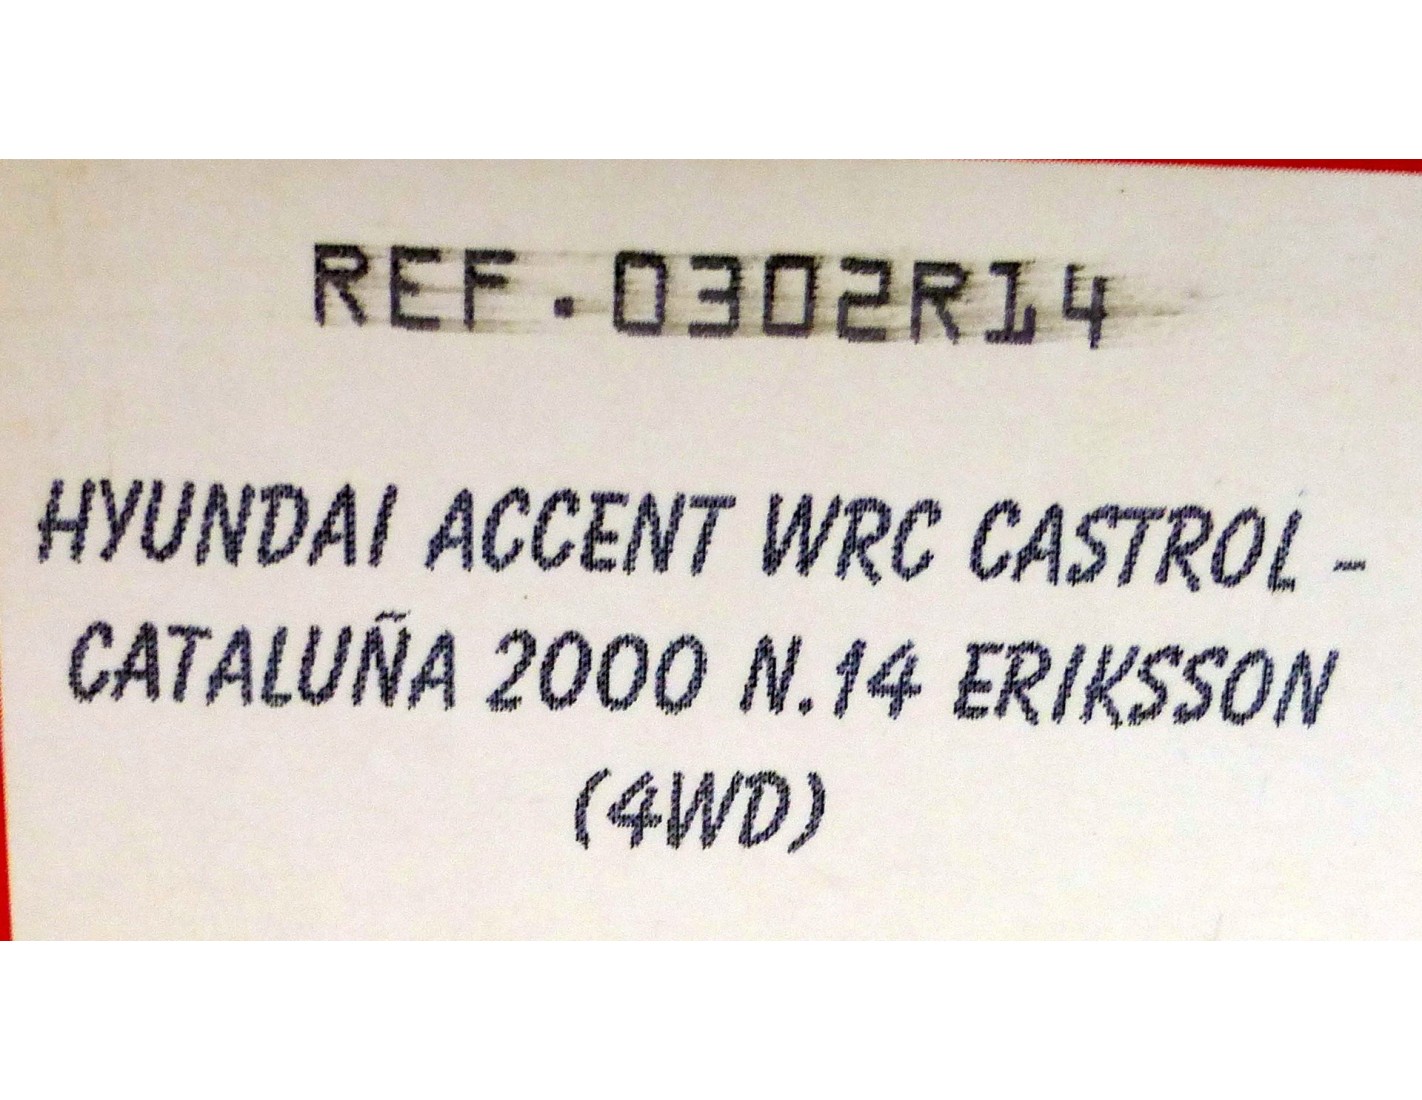 REF.0302R14
HYUNDAI ACCENT WRC CASTROL -
CATALUÑA 2000 N.14 ERIKSSON
(4WD)